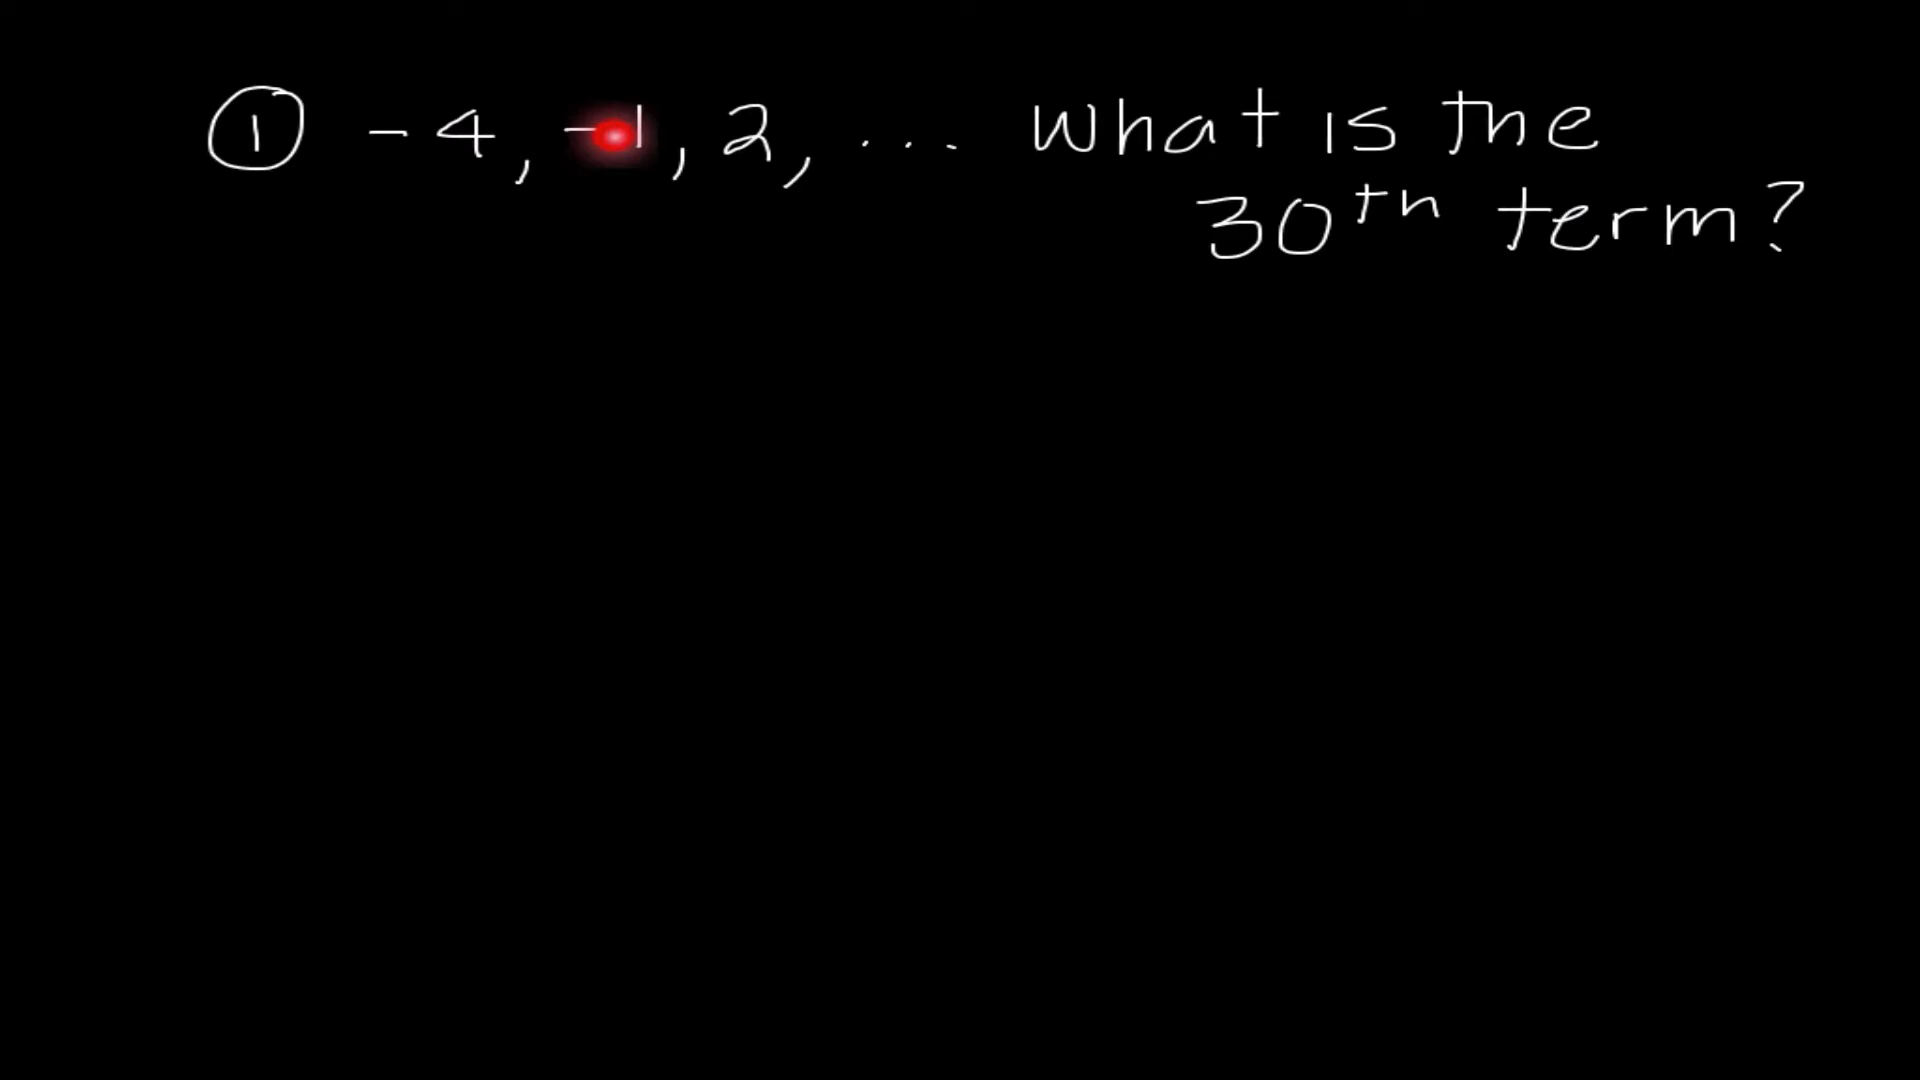 ① -4, -1, 2, ... What is the
30th term?